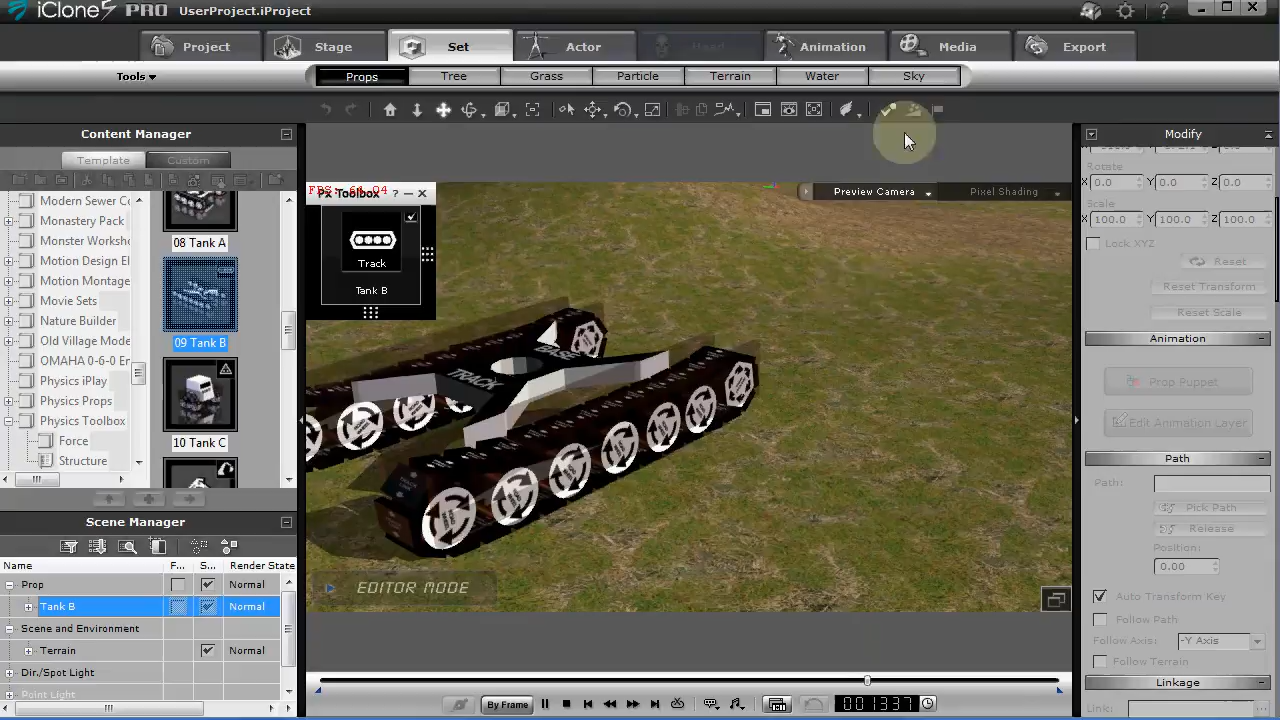 iClone5 PRO UserProject.iProject
Project Stage Set Actor Head Animation Media Export
Tools Props Tree Grass Particle Terrain Water Sky
Content Manager
Template Custom
Modern Sewer C
Monastery Pack
Monster Worksho
Motion Design El
Motion Montage
Movie Sets
Nature Builder
Old Village Mode
OMAHA 0-6-0 En
Physics iPlay
Physics Props
Physics Toolbox
Force
Structure
08 Tank A
09 Tank B
10 Tank C
Px Toolbox ?
Track
Tank B
Preview Camera Pixel Shading
BASE
TRACK
EDITOR MODE
Scene Manager
Name F... S... Render State
Prop Normal
Tank B Normal
Scene and Environment
Terrain Normal
Dir./Spot Light
Point Light
By Frame 001337
Modify
Rotate
X 0.0 Y 0.0 Z 0.0
Scale
X 100.0 Y 100.0 Z 100.0
Lock XYZ
Reset
Reset Transform
Reset Scale
Animation
Prop Puppet
Edit Animation Layer
Path
Path:
Pick Path
Release
Position:
0.00
Auto Transform Key
Follow Path
Follow Axis: -Y Axis
Follow Terrain
Linkage
Link: